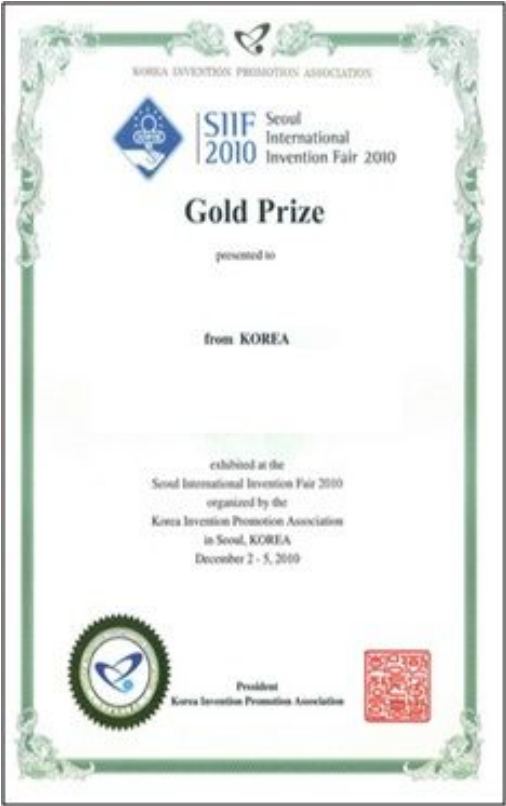 KOREA INVENTION PROMOTION ASSOCIATION
SIIF
2010
Seoul
International
Invention Fair 2010
Gold Prize
presented to
from KOREA
exhibited at the
Seoul International Invention Fair 2010
organized by the
Korea Invention Promotion Association
in Seoul, KOREA
December 2 - 5, 2010
President
Korea Invention Promotion Association